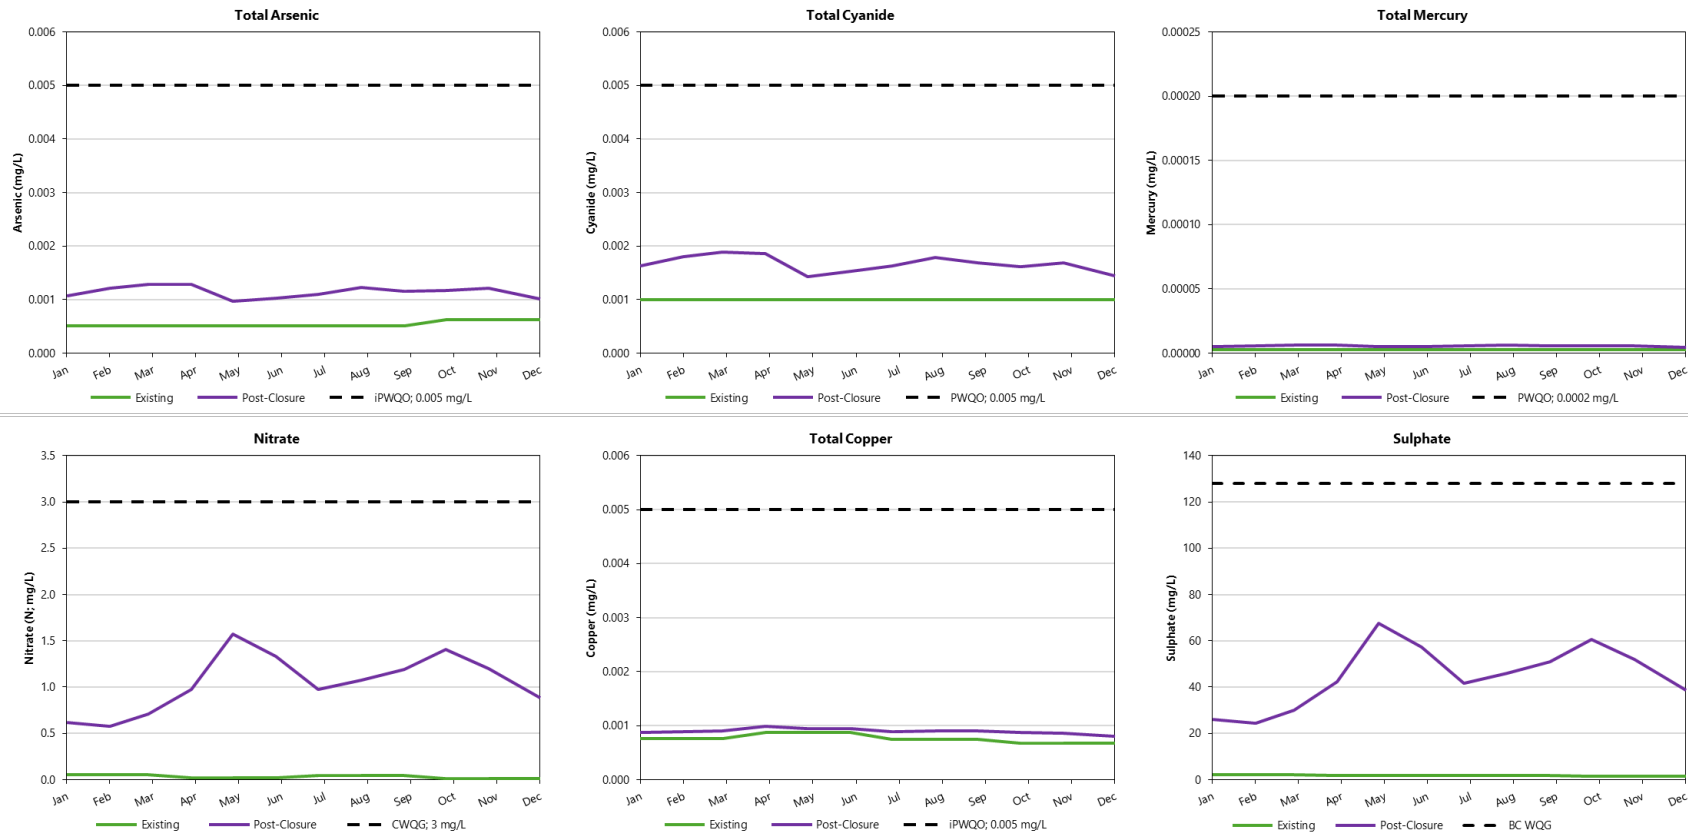 Total Arsenic
0.006
0.005
0.004
0.003
0.002
0.001
0.000
Arsenic (mg/L)
Jan Feb Mar Apr May Jun Jul Aug Sep Oct Nov Dec
Existing Post-Closure iPWQO; 0.005 mg/L
Total Cyanide
0.006
0.005
0.004
0.003
0.002
0.001
0.000
Cyanide (mg/L)
Jan Feb Mar Apr May Jun Jul Aug Sep Oct Nov Dec
Existing Post-Closure PWQO; 0.005 mg/L
Total Mercury
0.00025
0.00020
0.00015
0.00010
0.00005
0.00000
Mercury (mg/L)
Jan Feb Mar Apr May Jun Jul Aug Sep Oct Nov Dec
Existing Post-Closure PWQO; 0.0002 mg/L
Nitrate
3.5
3.0
2.5
2.0
1.5
1.0
0.5
0.0
Nitrate (N; mg/L)
Jan Feb Mar Apr May Jun Jul Aug Sep Oct Nov Dec
Existing Post-Closure CWQG; 3 mg/L
Total Copper
0.006
0.005
0.004
0.003
0.002
0.001
0.000
Copper (mg/L)
Jan Feb Mar Apr May Jun Jul Aug Sep Oct Nov Dec
Existing Post-Closure iPWQO; 0.005 mg/L
Sulphate
140
120
100
80
60
40
20
0
Sulphate (mg/L)
Jan Feb Mar Apr May Jun Jul Aug Sep Oct Nov Dec
Existing Post-Closure BC WQG